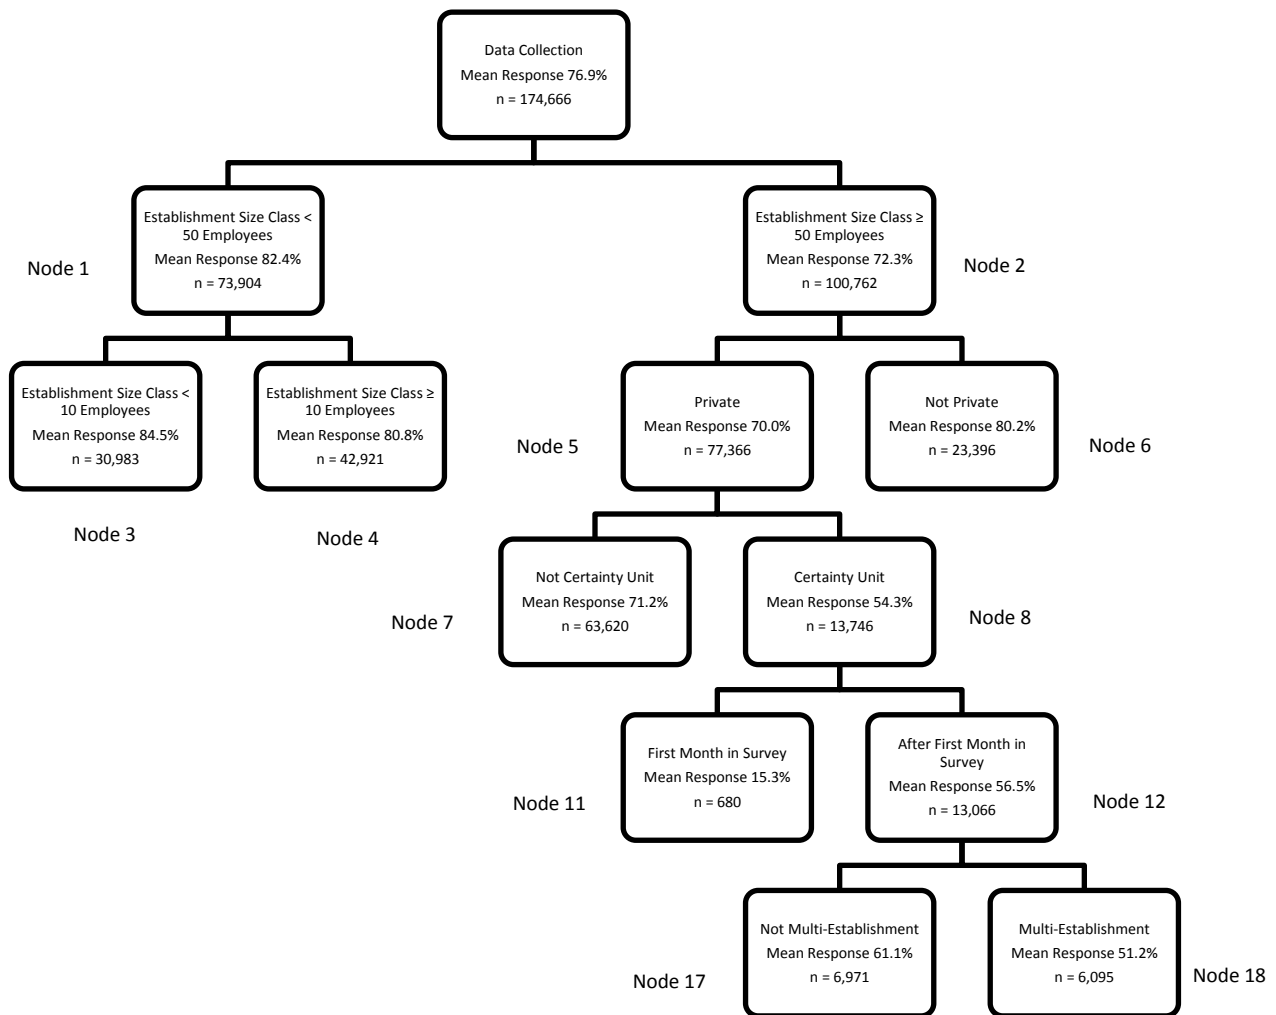 Data Collection
Mean Response 76.9%
n = 174,666
Establishment Size Class <
50 Employees
Mean Response 82.4%
n = 73,904
Node 1
Establishment Size Class ≥
50 Employees
Mean Response 72.3%
n = 100,762
Node 2
Establishment Size Class <
10 Employees
Mean Response 84.5%
n = 30,983
Node 3
Establishment Size Class ≥
10 Employees
Mean Response 80.8%
n = 42,921
Node 4
Private
Mean Response 70.0%
n = 77,366
Node 5
Not Private
Mean Response 80.2%
n = 23,396
Node 6
Not Certainty Unit
Mean Response 71.2%
n = 63,620
Node 7
Certainty Unit
Mean Response 54.3%
n = 13,746
Node 8
First Month in Survey
Mean Response 15.3%
n = 680
Node 11
After First Month in
Survey
Mean Response 56.5%
n = 13,066
Node 12
Not Multi-Establishment
Mean Response 61.1%
n = 6,971
Node 17
Multi-Establishment
Mean Response 51.2%
n = 6,095
Node 18